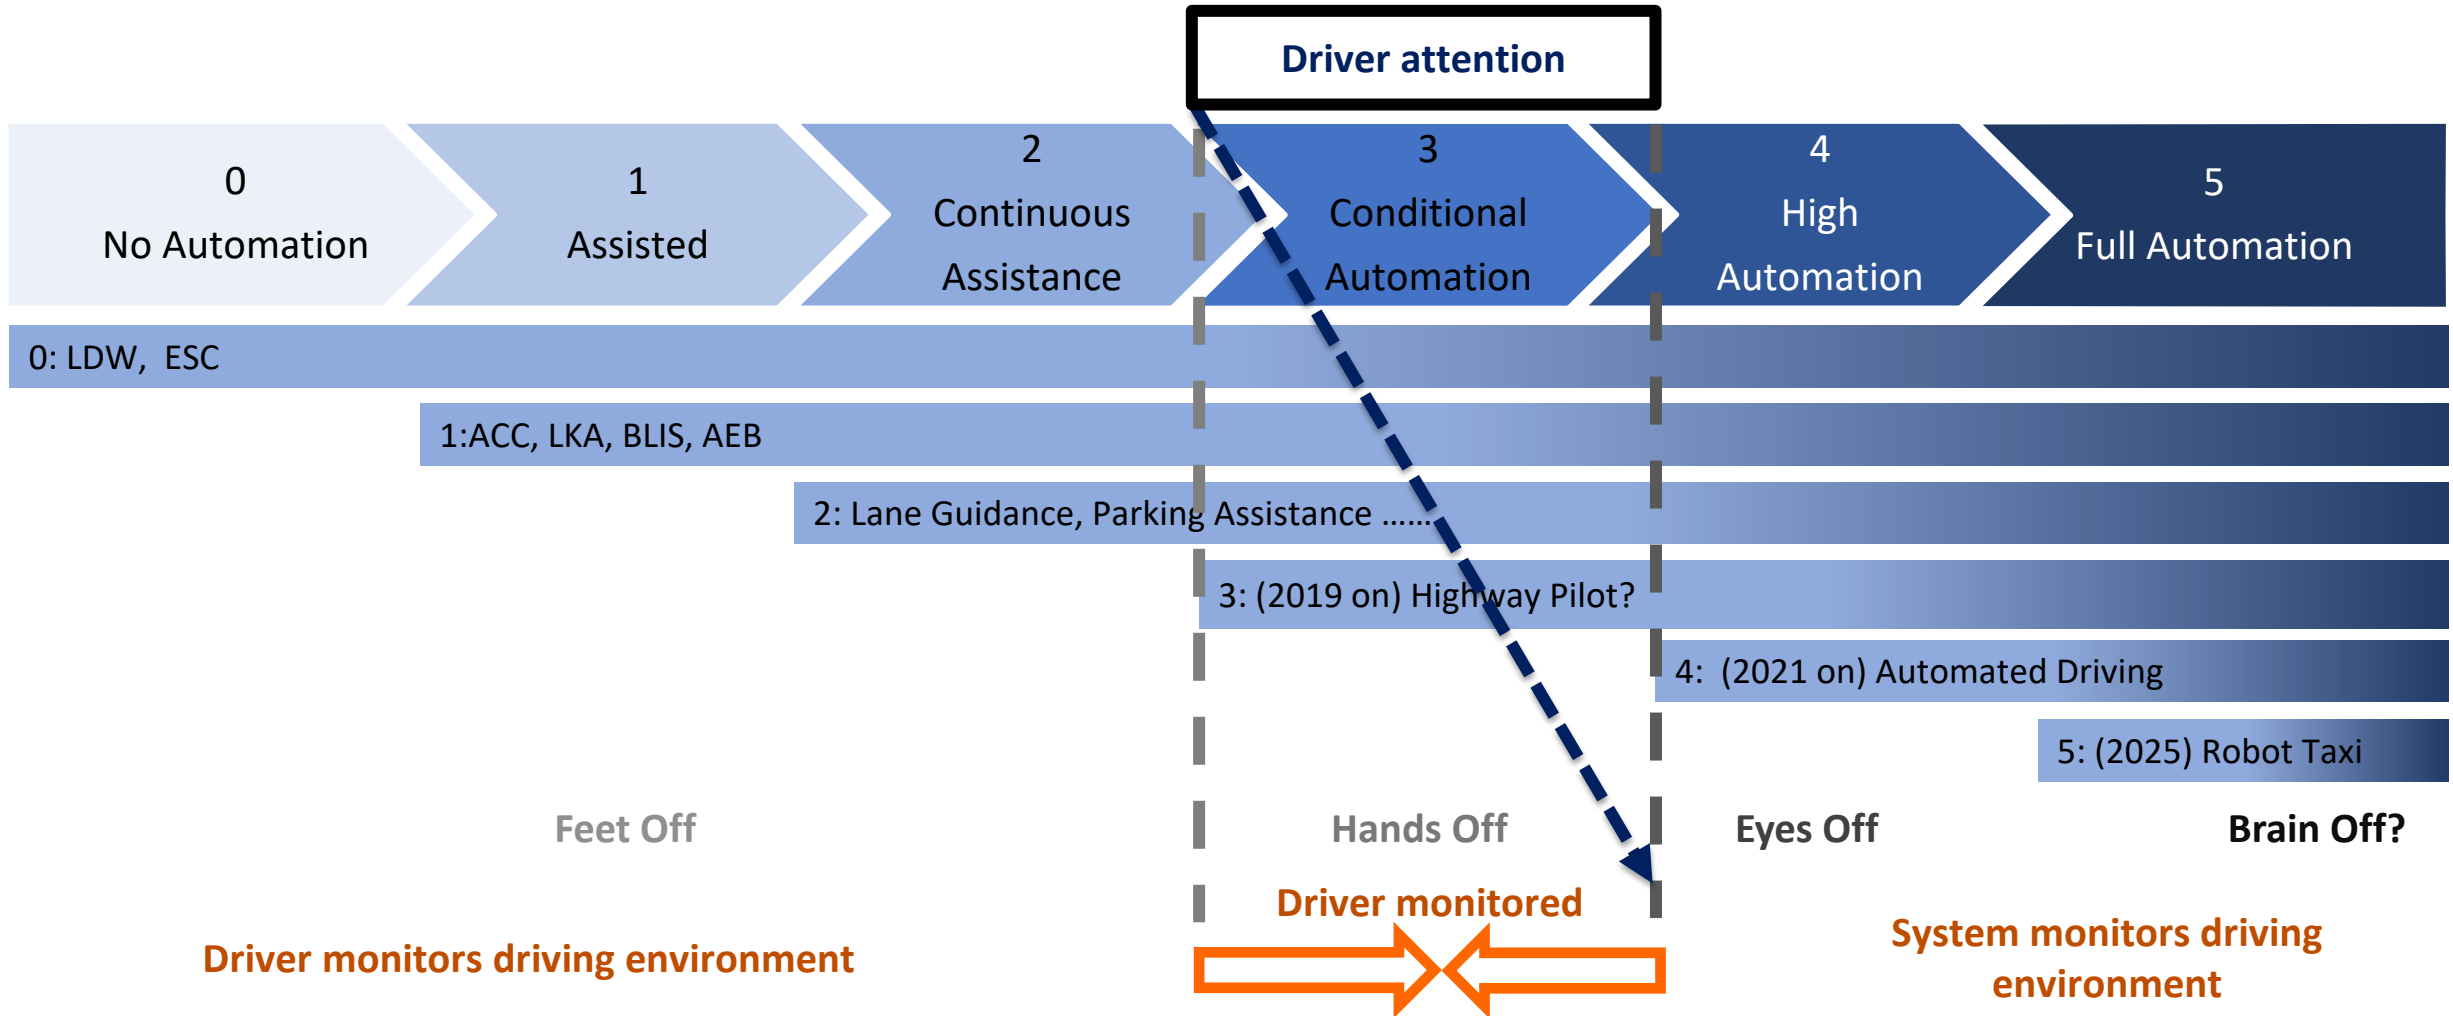 Driver attention
0
No Automation
1
Assisted
2
Continuous
Assistance
3
Conditional
Automation
4
High
Automation
5
Full Automation
0: LDW,  ESC
1:ACC, LKA, BLIS, AEB
2: Lane Guidance, Parking Assistance ......
3: (2019 on) Highway Pilot?
4:  (2021 on) Automated Driving
5: (2025) Robot Taxi
Feet Off
Hands Off
Eyes Off
Brain Off?
Driver monitored
Driver monitors driving environment
System monitors driving
environment